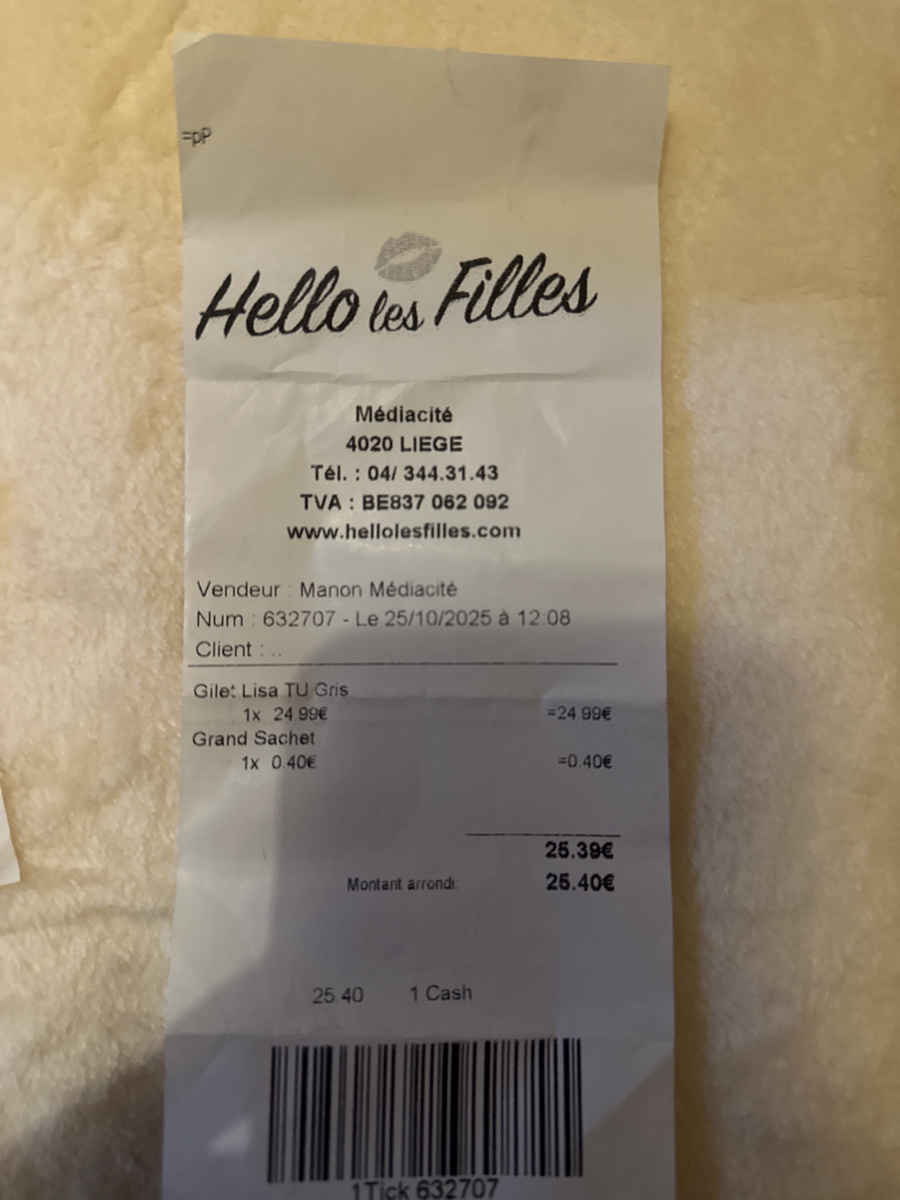 =pP
Hello les Filles
Médiacité
4020 LIEGE
Tél. : 04/ 344.31.43
TVA : BE837 062 092
www.hellolesfilles.com
Vendeur : Manon Médiacité
Num : 632707 - Le 25/10/2025 à 12:08
Client : ..
Gilet Lisa TU Gris
1x 24.99€ =24.99€
Grand Sachet
1x 0.40€ =0.40€
25.39€
Montant arrondi: 25.40€
25.40 1 Cash
1Tick 632707